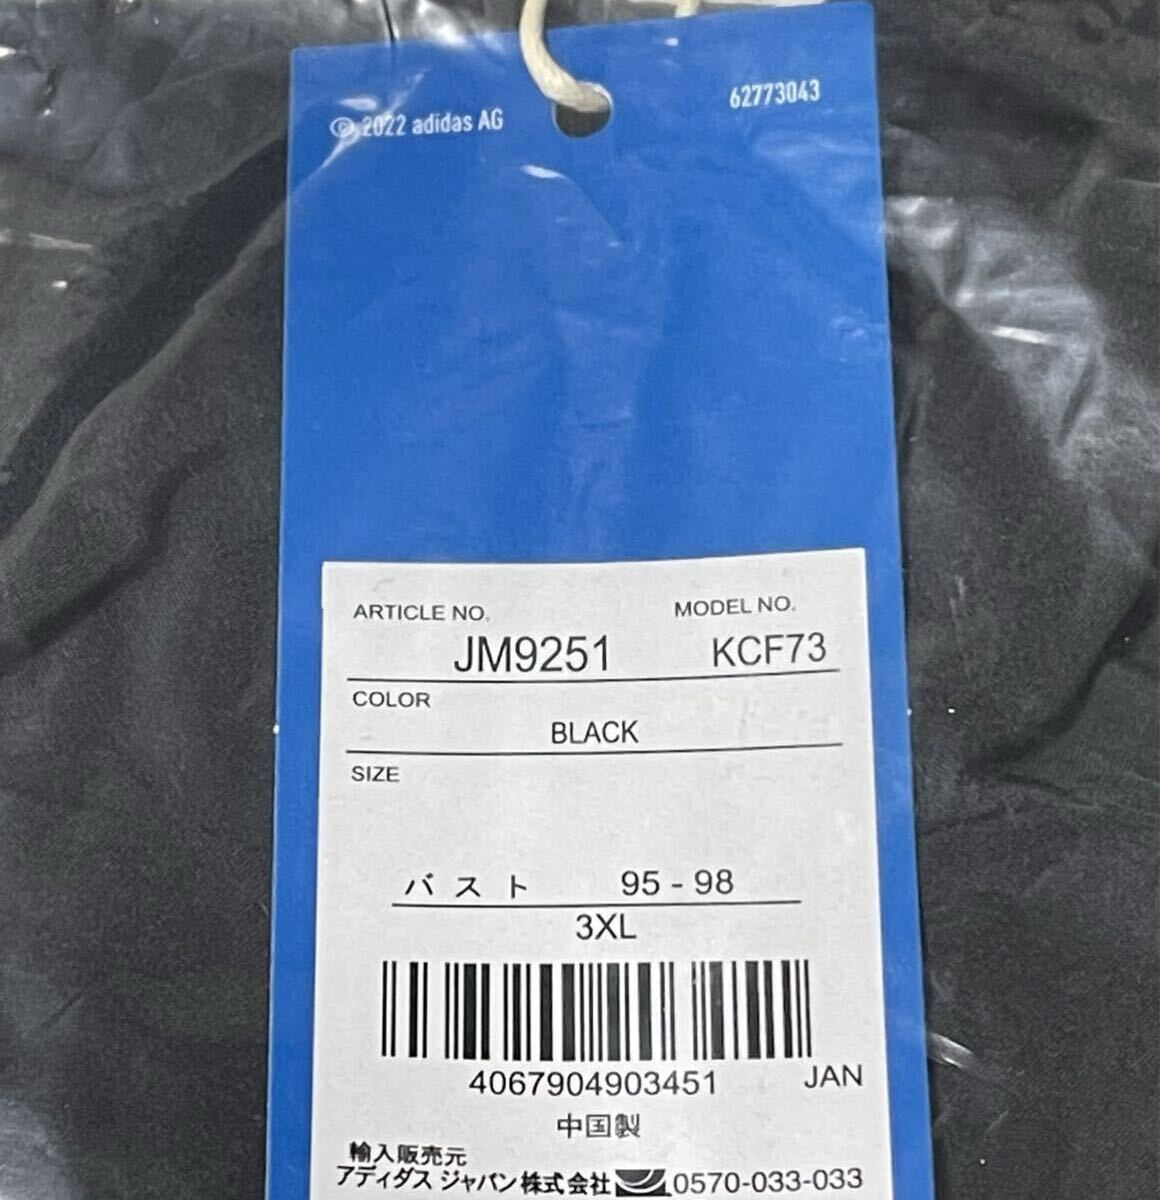 © 2022 adidas AG
62773043
ARTICLE NO.
MODEL NO.
JM9251
KCF73
COLOR
BLACK
SIZE
バスト 95 - 98
3XL
4067904903451
JAN
中国製
輸入販売元
アディダス ジャパン株式会社 0570-033-033